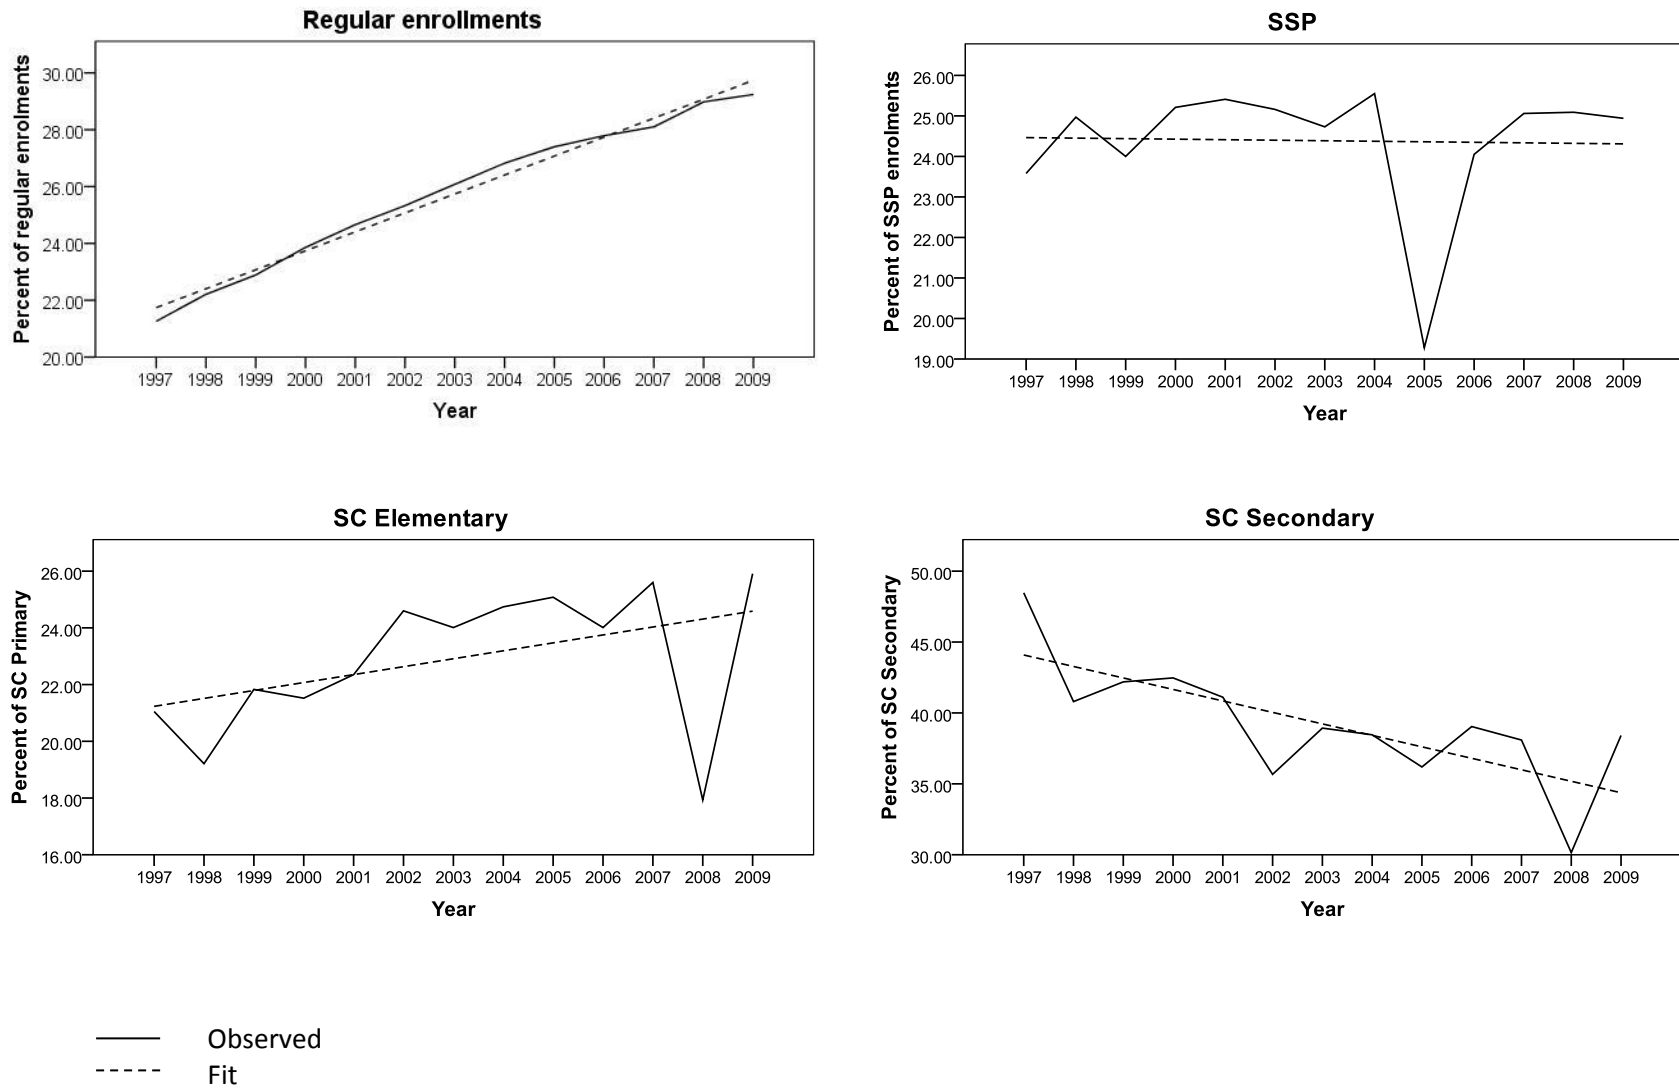 Regular enrollments
Percent of regular enrolments
30.00
28.00
26.00
24.00
22.00
20.00
1997 1998 1999 2000 2001 2002 2003 2004 2005 2006 2007 2008 2009
Year
SSP
Percent of SSP enrolments
26.00
25.00
24.00
23.00
22.00
21.00
20.00
19.00
1997 1998 1999 2000 2001 2002 2003 2004 2005 2006 2007 2008 2009
Year
SC Elementary
Percent of SC Primary
26.00
24.00
22.00
20.00
18.00
16.00
1997 1998 1999 2000 2001 2002 2003 2004 2005 2006 2007 2008 2009
Year
SC Secondary
Percent of SC Secondary
50.00
45.00
40.00
35.00
30.00
1997 1998 1999 2000 2001 2002 2003 2004 2005 2006 2007 2008 2009
Year
Observed
Fit